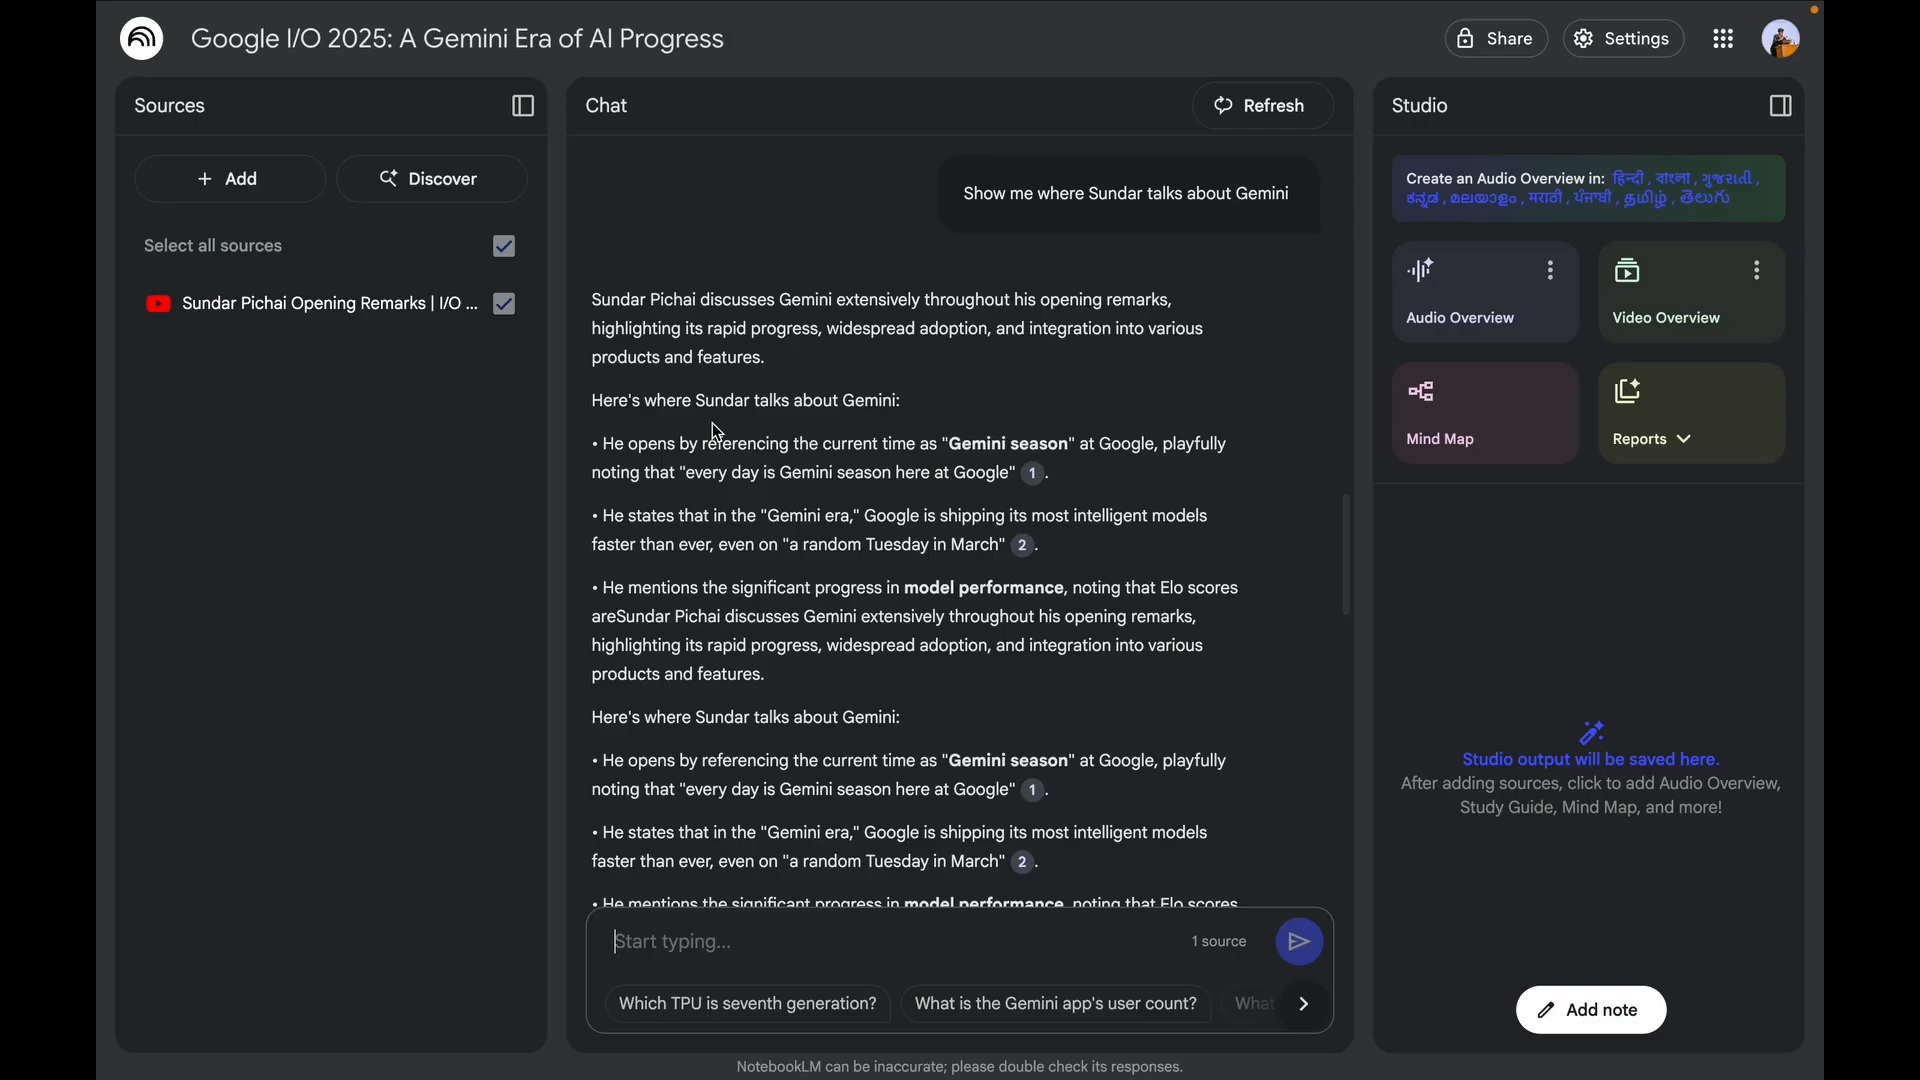 Google I/O 2025: A Gemini Era of AI Progress
Share
Settings
Sources
Add
Discover
Select all sources
Sundar Pichai Opening Remarks | I/O ...
Chat
Refresh
Show me where Sundar talks about Gemini
Sundar Pichai discusses Gemini extensively throughout his opening remarks,
highlighting its rapid progress, widespread adoption, and integration into various
products and features.
Here's where Sundar talks about Gemini:
• He opens by referencing the current time as "Gemini season" at Google, playfully
noting that "every day is Gemini season here at Google" 1.
• He states that in the "Gemini era," Google is shipping its most intelligent models
faster than ever, even on "a random Tuesday in March" 2.
• He mentions the significant progress in model performance, noting that Elo scores
areSundar Pichai discusses Gemini extensively throughout his opening remarks,
highlighting its rapid progress, widespread adoption, and integration into various
products and features.
Here's where Sundar talks about Gemini:
• He opens by referencing the current time as "Gemini season" at Google, playfully
noting that "every day is Gemini season here at Google" 1.
• He states that in the "Gemini era," Google is shipping its most intelligent models
faster than ever, even on "a random Tuesday in March" 2.
• He mentions the significant progress in model performance, noting that Elo scores
Start typing...
1 source
Which TPU is seventh generation?
What is the Gemini app's user count?
What
NotebookLM can be inaccurate; please double check its responses.
Studio
Create an Audio Overview in: हिन्दी , বাংলা , ગુજરાતી ,
ಕನ್ನಡ , മലയാളം , मराठी , ਪੰਜਾਬੀ , தமிழ் , తెలుగు
Audio Overview
Video Overview
Mind Map
Reports
Studio output will be saved here.
After adding sources, click to add Audio Overview,
Study Guide, Mind Map, and more!
Add note